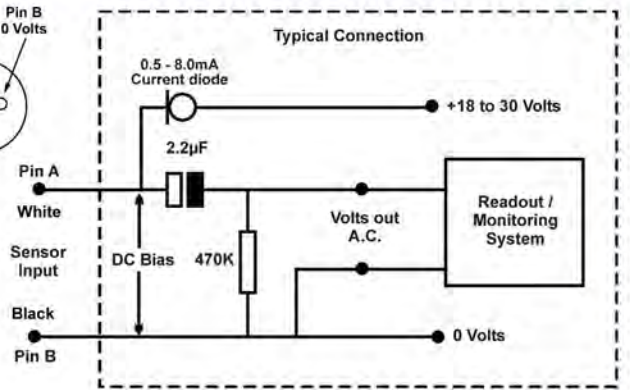 Pin B
0 Volts
Typical Connection
0.5 - 8.0mA
Current diode
+18 to 30 Volts
2.2µF
Pin A
White
Volts out
A.C.
Readout /
Monitoring
System
Sensor
Input
DC Bias
470K
Black
Pin B
0 Volts